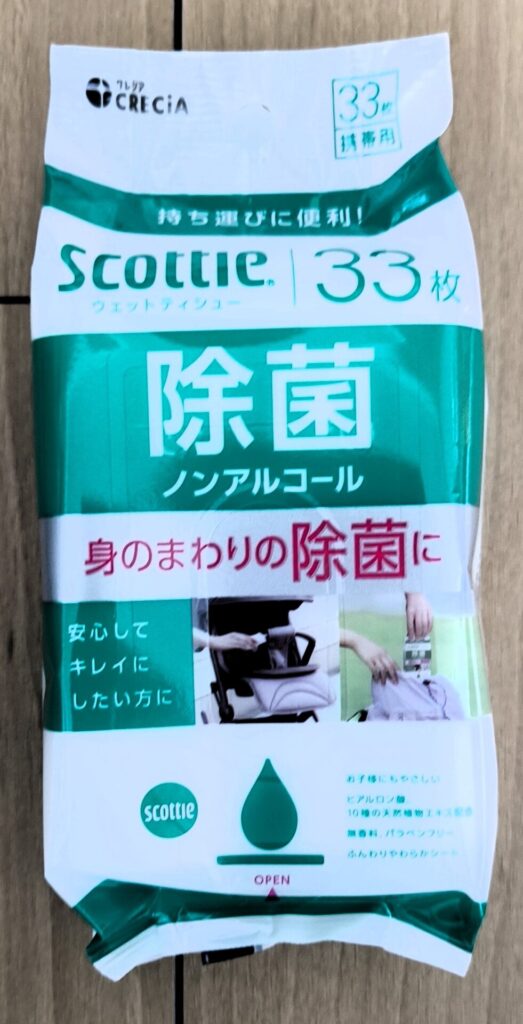 クレシア
CRECIA
33枚
携帯用
持ち運びに便利!
Scottie®
33枚
ウェットティシュー
除菌
ノンアルコール
身のまわりの除菌に
安心して
キレイに
したい方に
除菌
scottie
お子様にもやさしい
ヒアルロン酸、
10種の天然植物エキス配合
無香料、パラベンフリー
ふんわりやわらかシート
OPEN